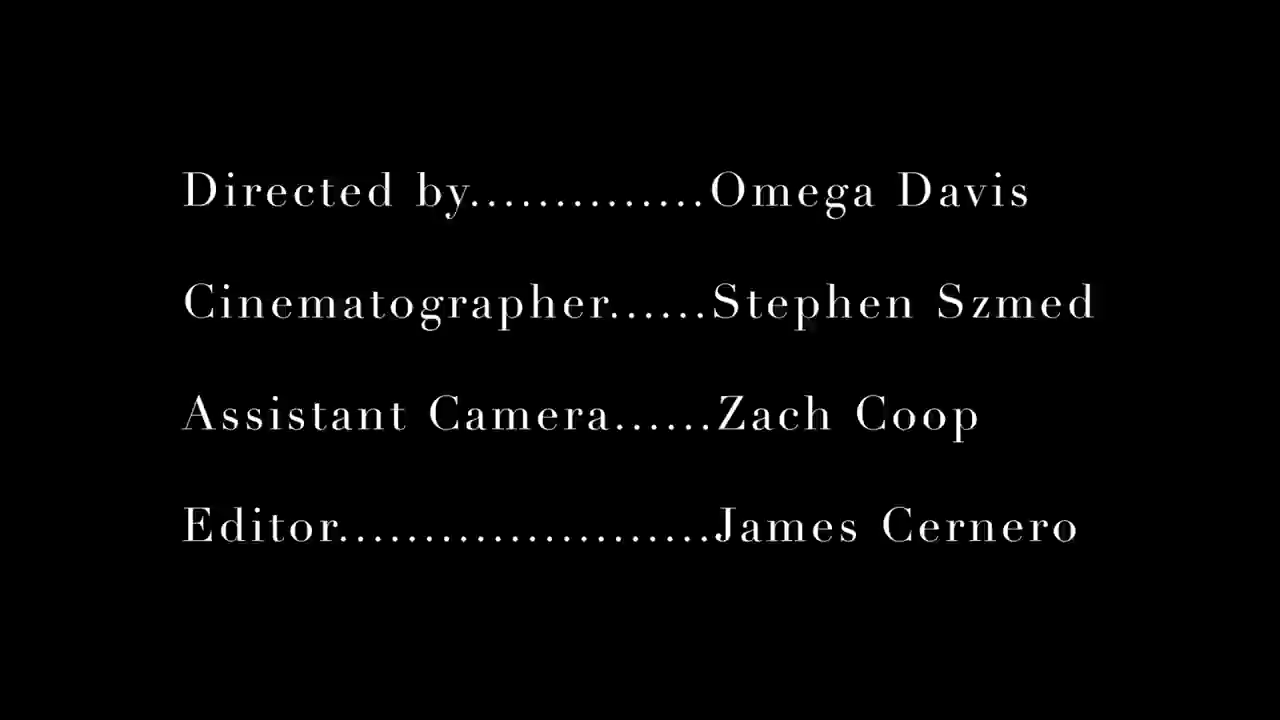 Directed by..............Omega Davis
Cinematographer......Stephen Szmed
Assistant Camera......Zach Coop
Editor......................James Cernero